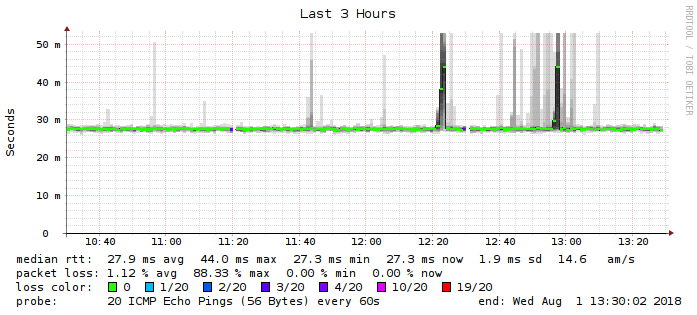 Last 3 Hours
RRDTOOL / TOBI OETIKER
Seconds
50 m
40 m
30 m
20 m
10 m
0
10:40 11:00 11:20 11:40 12:00 12:20 12:40 13:00 13:20
median rtt: 27.9 ms avg 44.0 ms max 27.3 ms min 27.3 ms now 1.9 ms sd 14.6 am/s
packet loss: 1.12 % avg 88.33 % max 0.00 % min 0.00 % now
loss color: 0 1/20 2/20 3/20 4/20 10/20 19/20
probe: 20 ICMP Echo Pings (56 Bytes) every 60s end: Wed Aug 1 13:30:02 2018